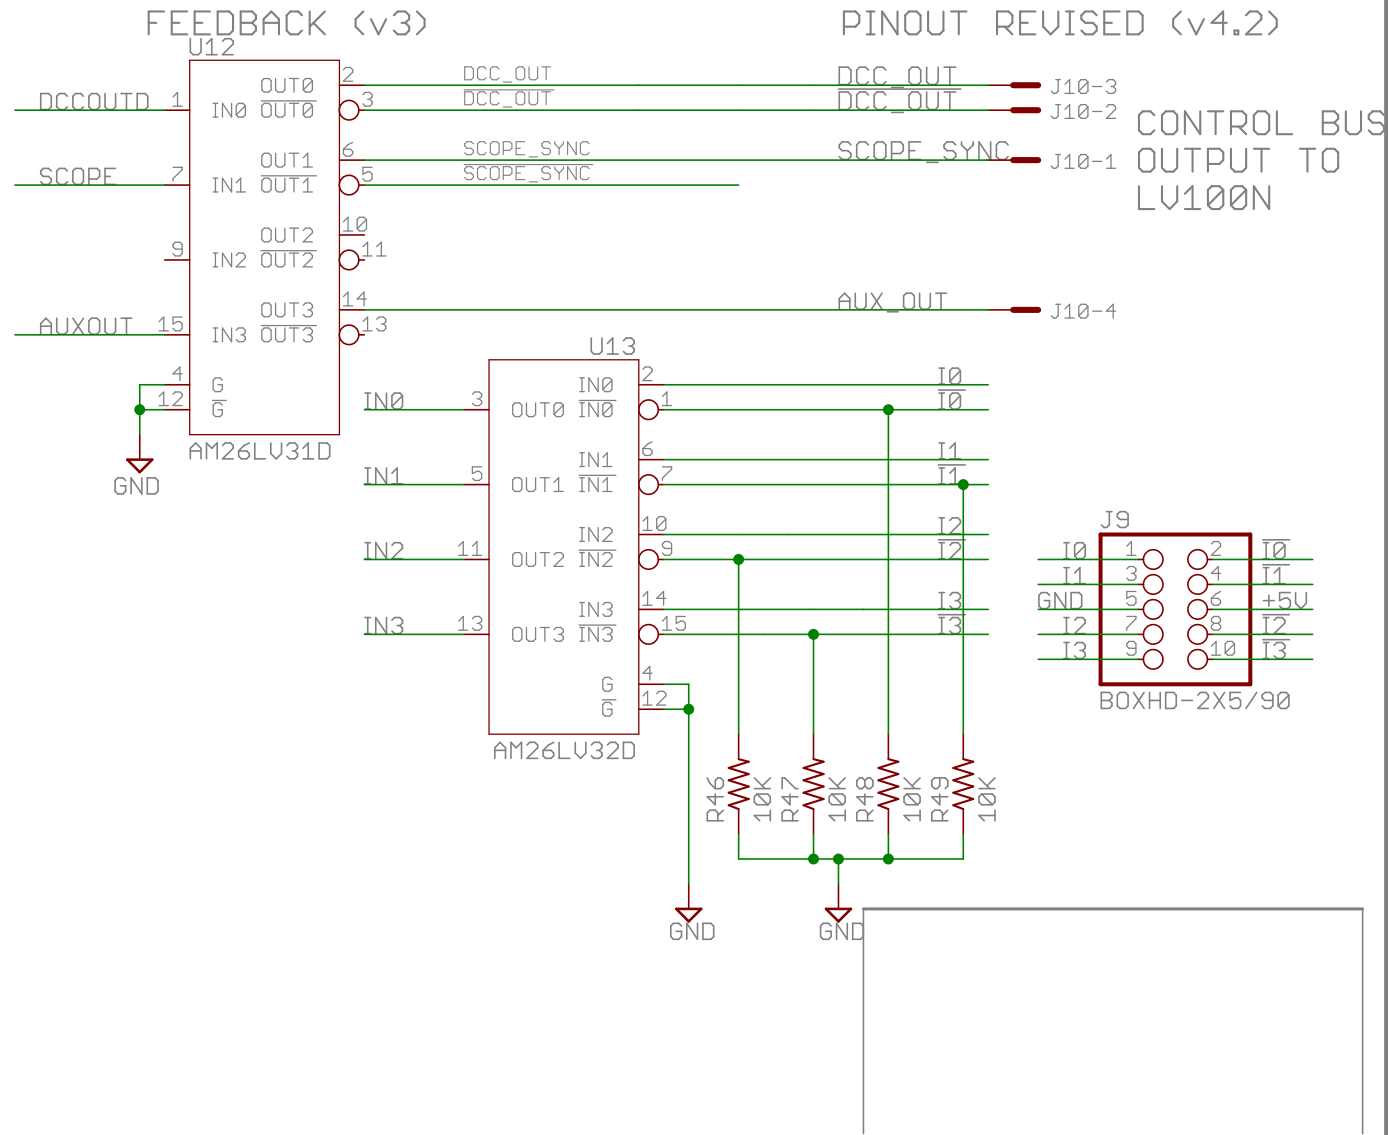 FEEDBACK (v3)
PINOUT REVISED (v4.2)
U12
DCCOUTD 1 IN0
OUT0 2 DCC_OUT DCC_OUT J10-3
OUT0 3 DCC_OUT DCC_OUT J10-2
CONTROL BUS
OUTPUT TO
LV100N
OUT1 6 SCOPE_SYNC SCOPE_SYNC J10-1
SCOPE 7 IN1 OUT1 5 SCOPE_SYNC
OUT2 10
9 IN2 OUT2 11
OUT3 14 AUX_OUT J10-4
AUXOUT 15 IN3 OUT3 13
4 G
12 G
AM26LV31D
GND
U13
IN0 2 I0
IN0 3 OUT0 IN0 1 I0
IN1 6 I1
IN1 5 OUT1 IN1 7 I1
IN2 10 I2
IN2 11 OUT2 IN2 9 I2
IN3 14 I3
IN3 13 OUT3 IN3 15 I3
G 4
G 12
AM26LV32D
J9
I0 1 2 I0
I1 3 4 I1
GND 5 6 +5V
I2 7 8 I2
I3 9 10 I3
BOXHD-2X5/90
R46 10K
R47 10K
R48 10K
R49 10K
GND
GND